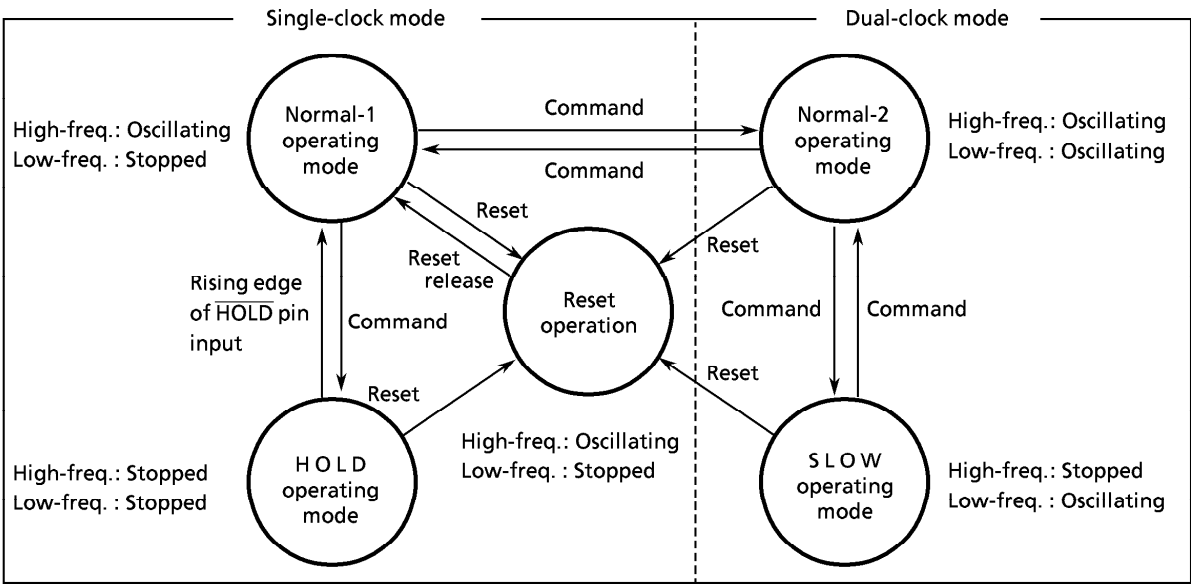 Single-clock mode
Dual-clock mode
Normal-1
operating
mode
High-freq.: Oscillating
Low-freq. : Stopped
Command
Command
Normal-2
operating
mode
High-freq.: Oscillating
Low-freq. : Oscillating
Reset
Reset
release
Reset
Reset
operation
Rising edge
of HOLD pin
input
Command
Command
Command
Reset
Reset
High-freq.: Oscillating
Low-freq. : Stopped
HOLD
operating
mode
High-freq.: Stopped
Low-freq. : Stopped
SLOW
operating
mode
High-freq.: Stopped
Low-freq. : Oscillating